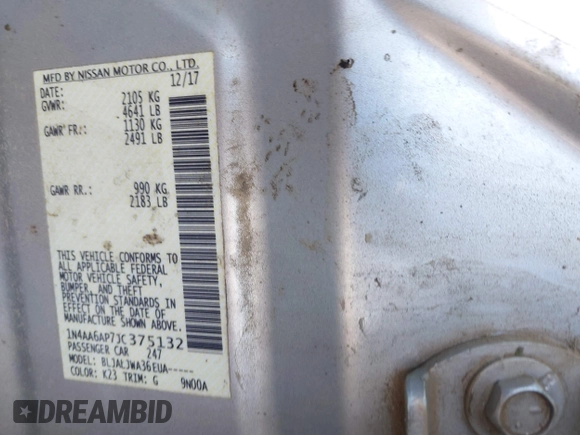 MFD BY NISSAN MOTOR CO., LTD.
DATE: 12/17
GVWR: 2105 KG
4641 LB
GAWR FR.: 1130 KG
2491 LB
GAWR RR.: 990 KG
2183 LB
THIS VEHICLE CONFORMS TO
ALL APPLICABLE FEDERAL
MOTOR VEHICLE SAFETY,
BUMPER, AND THEFT
PREVENTION STANDARDS IN
EFFECT ON THE DATE OF
MANUFACTURE SHOWN ABOVE.
1N4AA6AP7JC375132
PASSENGER CAR 247
MODEL: BLJALJWA36EUA-----
COLOR: K23 TRIM: G 9N00A
DREAMBID